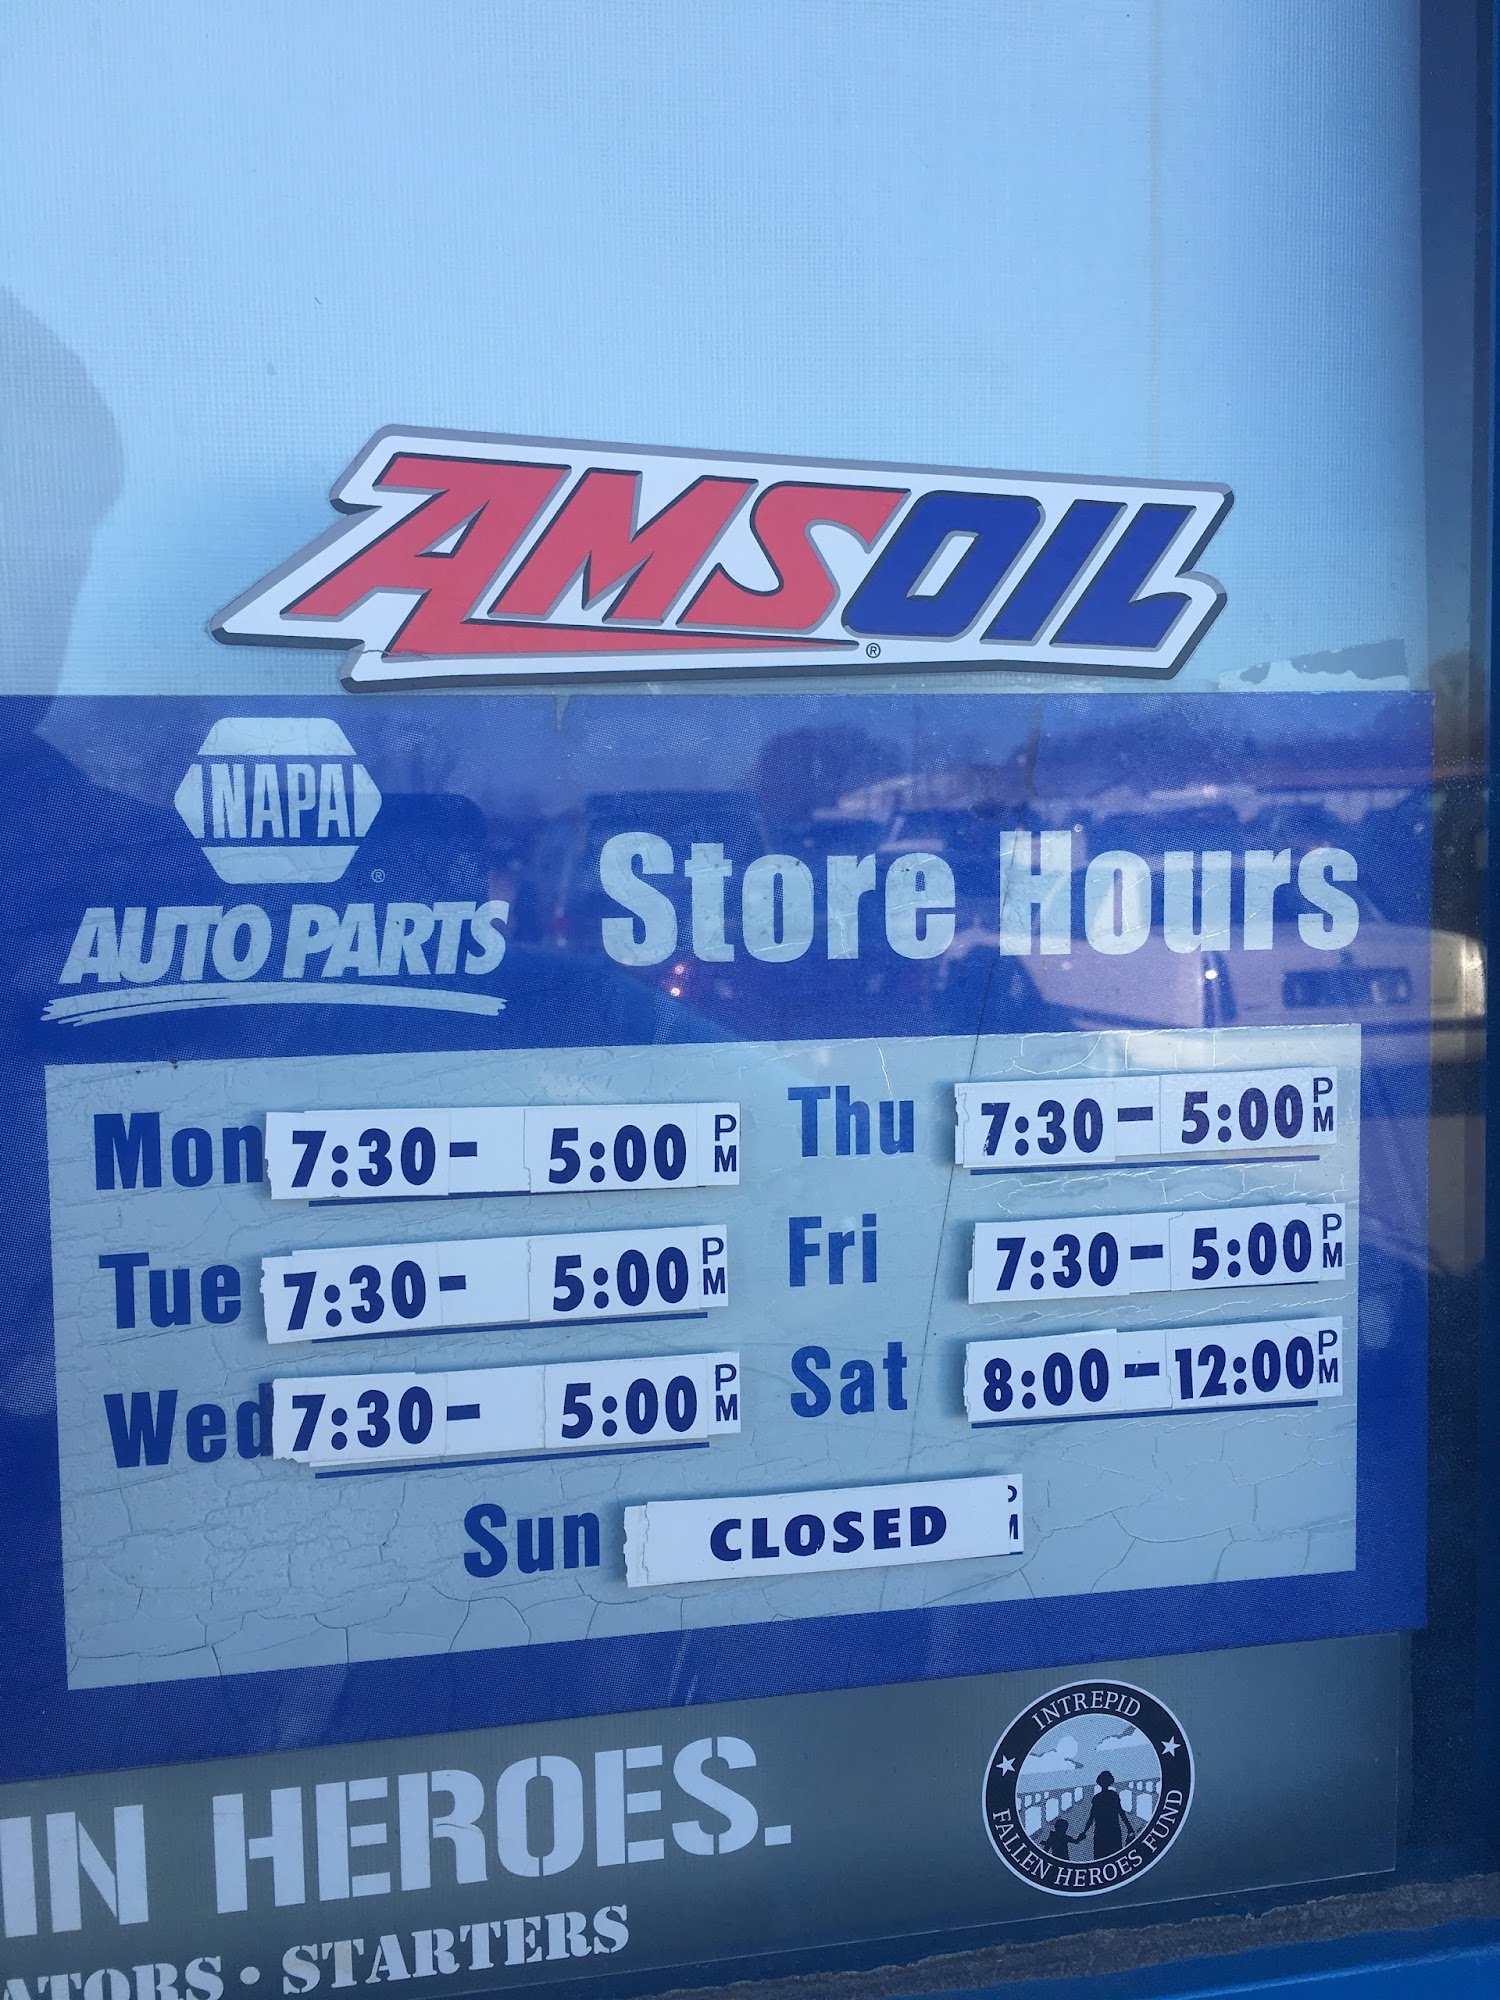 AMSOIL®
NAPA®
AUTO PARTS
Store Hours
Mon 7:30 - 5:00 PM
Tue 7:30 - 5:00 PM
Wed 7:30 - 5:00 PM
Thu 7:30 - 5:00 PM
Fri 7:30 - 5:00 PM
Sat 8:00 - 12:00 PM
Sun CLOSED
IN HEROES.
ATORS • STARTERS
INTREPID
FALLEN HEROES FUND